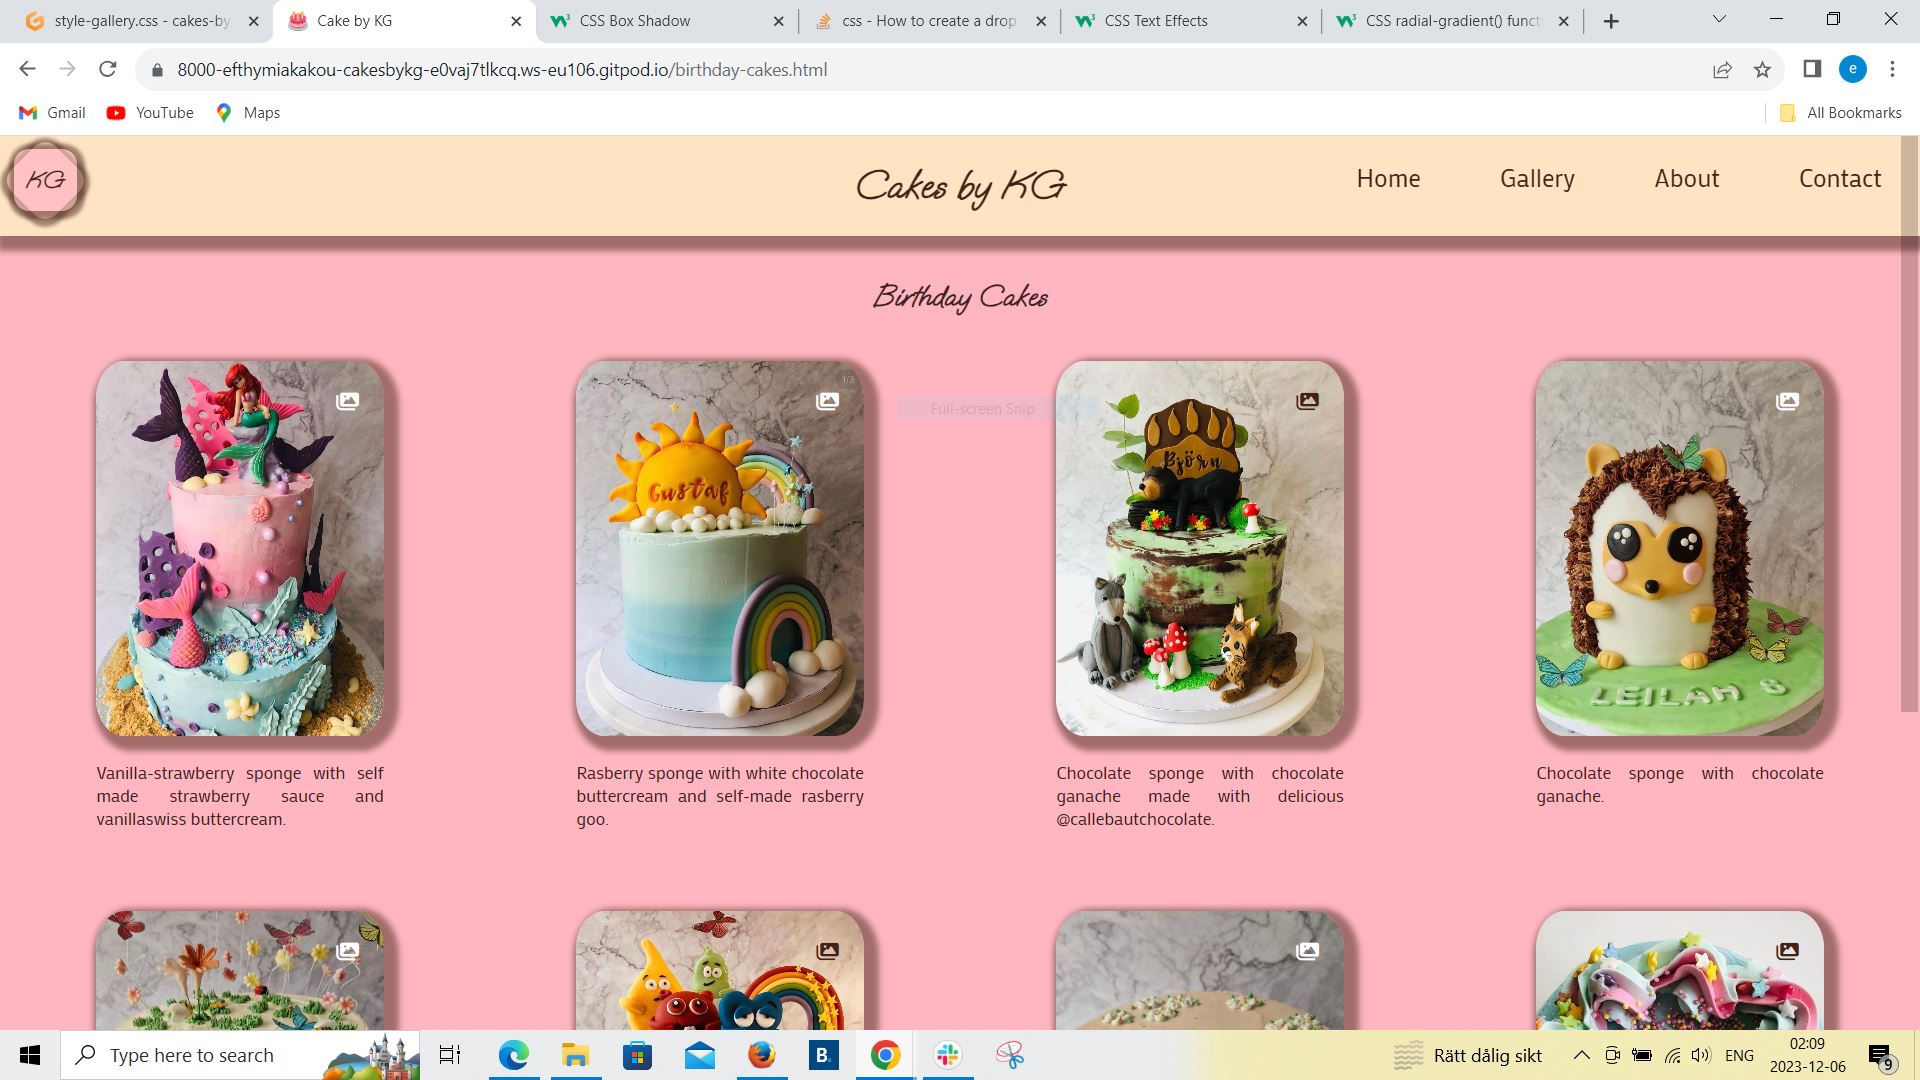 style-gallery.css - cakes-by
Cake by KG
CSS Box Shadow
css - How to create a drop
CSS Text Effects
CSS radial-gradient() funct
8000-efthymiakakou-cakesbykg-e0vaj7tlkcq.ws-eu106.gitpod.io/birthday-cakes.html
e
Gmail
YouTube
Maps
All Bookmarks
KG
Cakes by KG
Home
Gallery
About
Contact
Birthday Cakes
1/3
Full-screen Snip
Gustaf
Björn
LEILAH 8
Vanilla-strawberry sponge with self
made strawberry sauce and
vanillaswiss buttercream.
Rasberry sponge with white chocolate
buttercream and self-made rasberry
goo.
Chocolate sponge with chocolate
ganache made with delicious
@callebautchocolate.
Chocolate sponge with chocolate
ganache.
Type here to search
B.
Rätt dålig sikt
ENG
02:09
2023-12-06
9